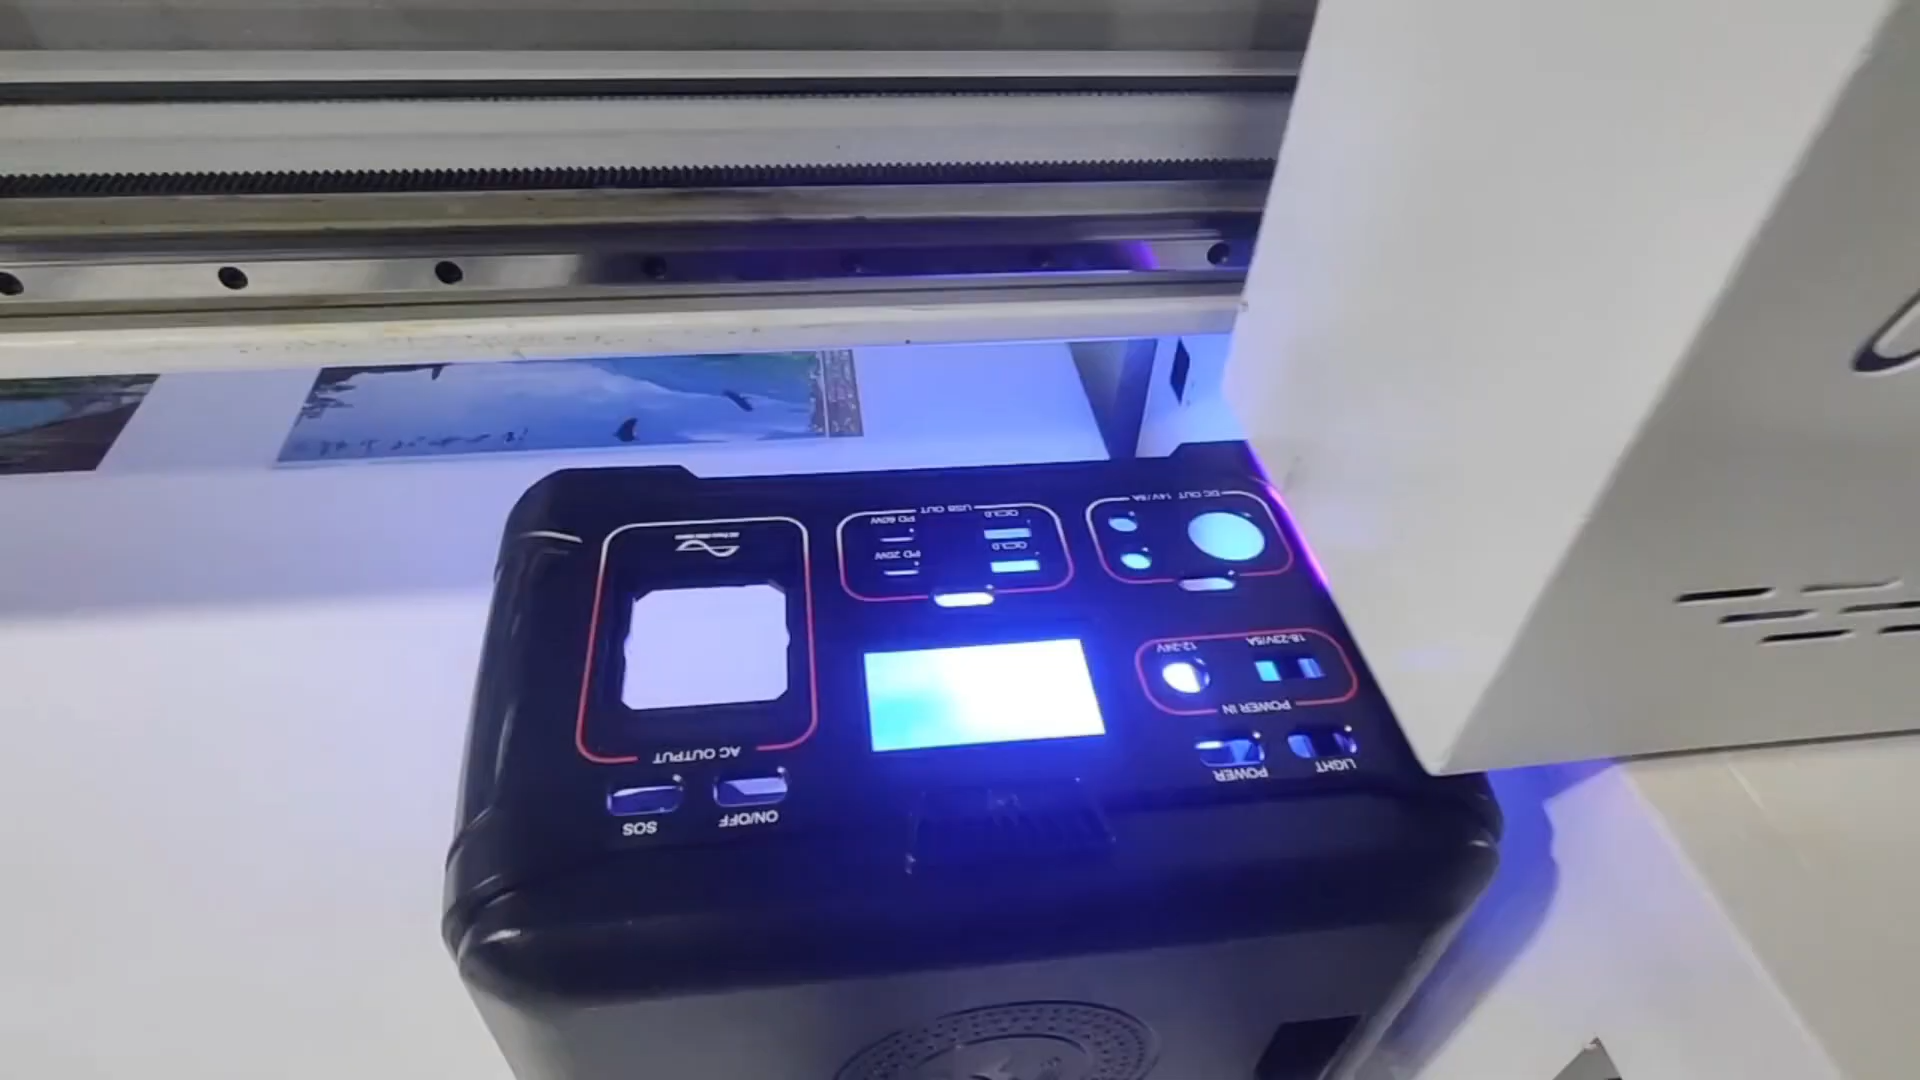 DC OUT 14V/8A
USB OUT
QC3.0
PD 60W
QC3.0
PD 20W
18-23V/5A
12-24V
POWER IN
AC OUTPUT
LIGHT
POWER
ON/OFF
SOS